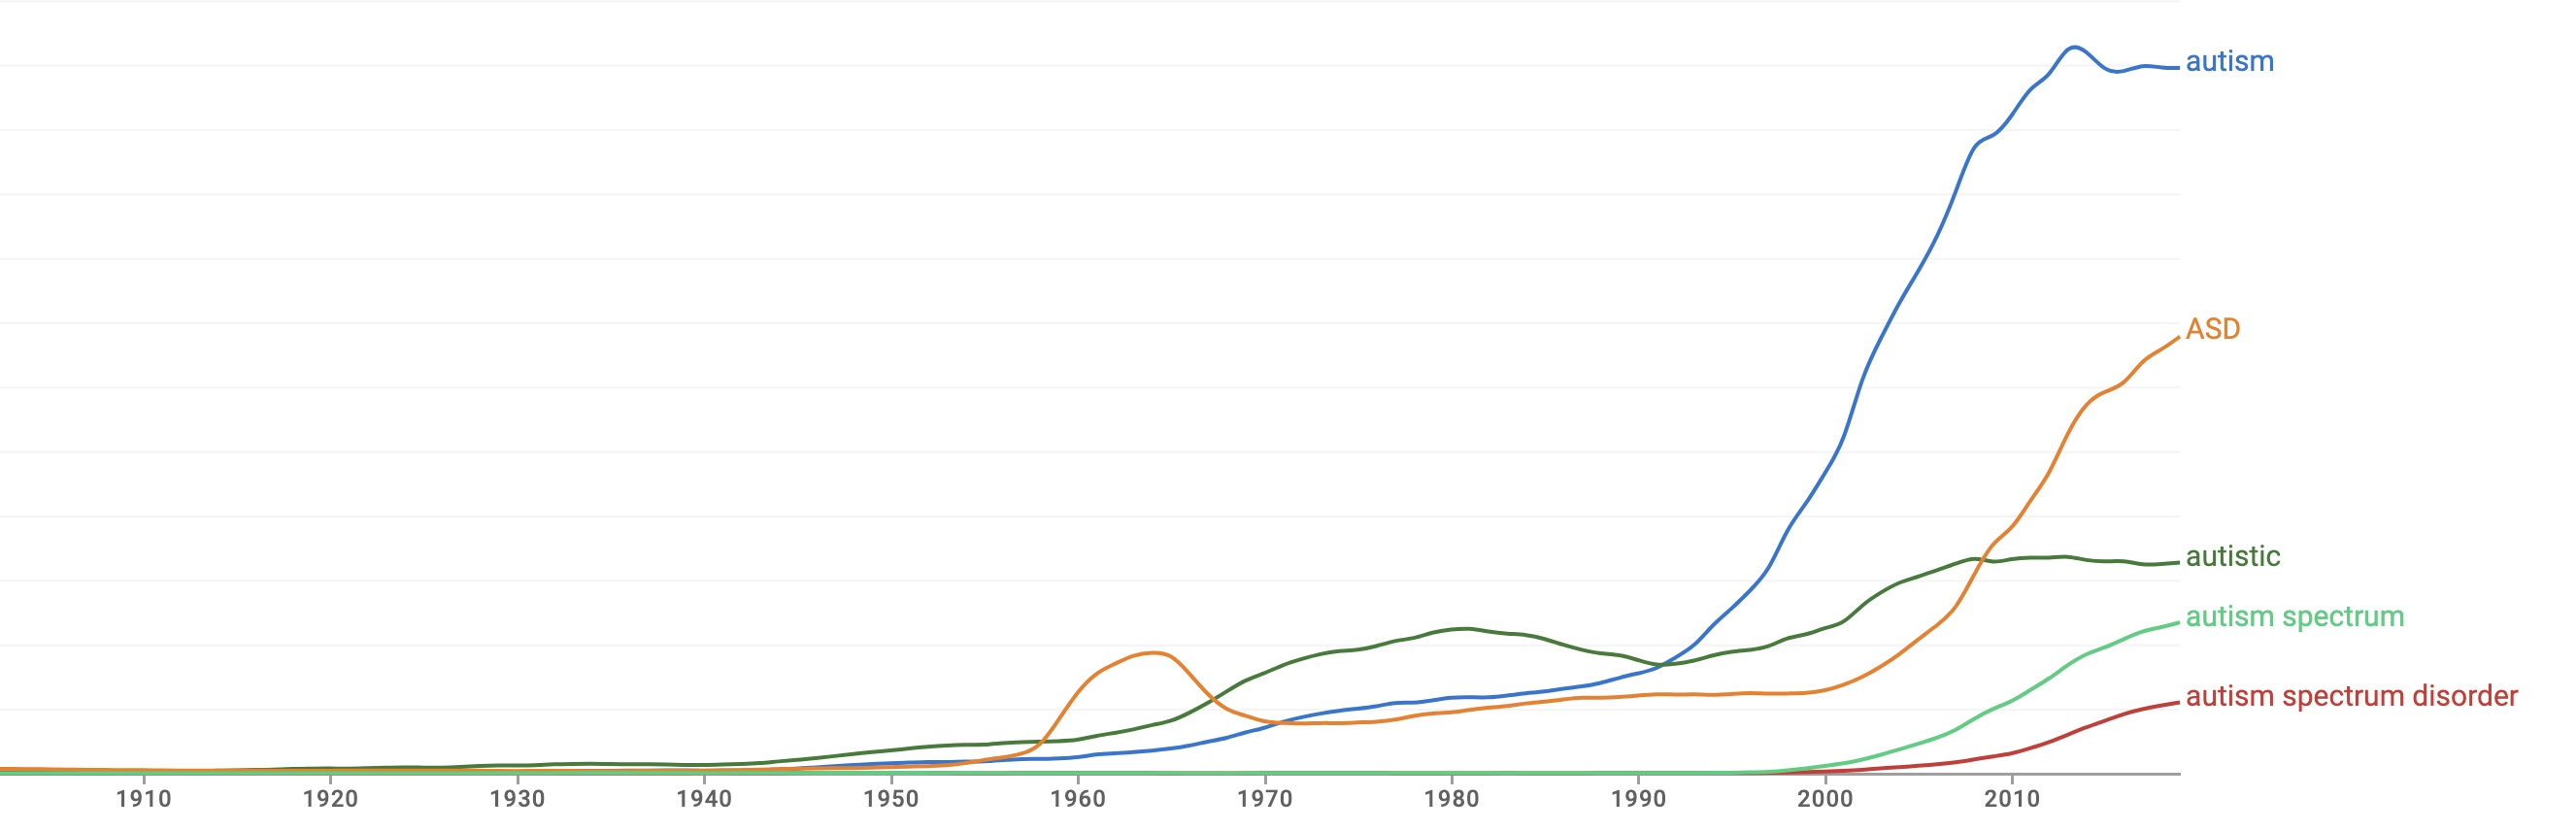 autism
ASD
autistic
autism spectrum
autism spectrum disorder
1910 1920 1930 1940 1950 1960 1970 1980 1990 2000 2010